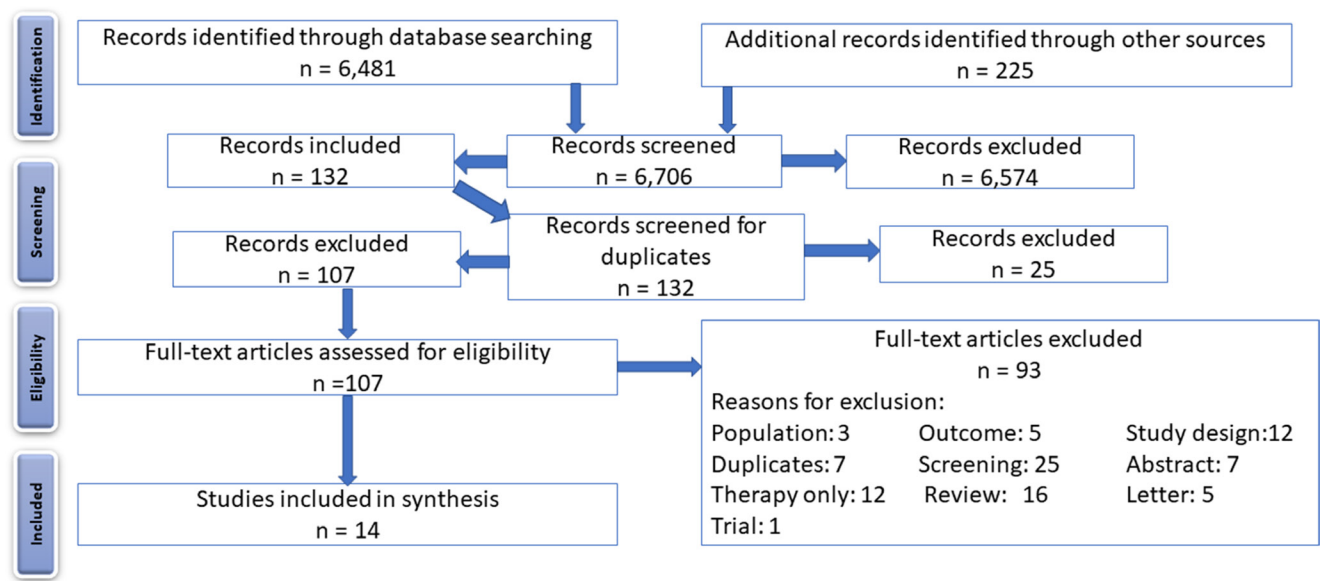 Identification
Records identified through database searching
n = 6,481
Additional records identified through other sources
n = 225
Screening
Records included
n = 132
Records screened
n = 6,706
Records excluded
n = 6,574
Records excluded
n = 107
Records screened for
duplicates
n = 132
Records excluded
n = 25
Eligibility
Full-text articles assessed for eligibility
n =107
Full-text articles excluded
n = 93
Reasons for exclusion:
Population: 3 Outcome: 5 Study design:12
Duplicates: 7 Screening: 25 Abstract: 7
Therapy only: 12 Review: 16 Letter: 5
Trial: 1
Included
Studies included in synthesis
n = 14